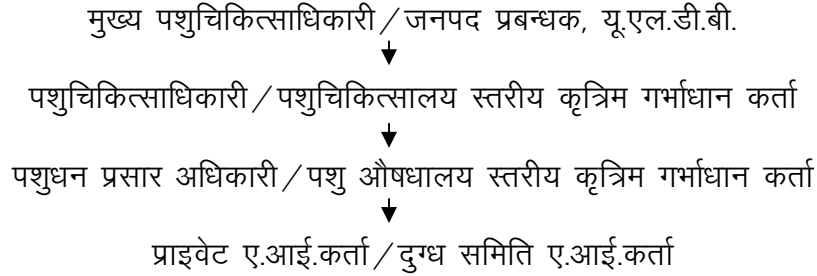 मुख्य पशुचिकित्साधिकारी/जनपद प्रबन्धक, यू.एल.डी.बी.
पशुचिकित्साधिकारी/पशुचिकित्सालय स्तरीय कृत्रिम गर्भाधान कर्ता
पशुधन प्रसार अधिकारी/पशु औषधालय स्तरीय कृत्रिम गर्भाधान कर्ता
प्राइवेट ए.आई.कर्ता/दुग्ध समिति ए.आई.कर्ता